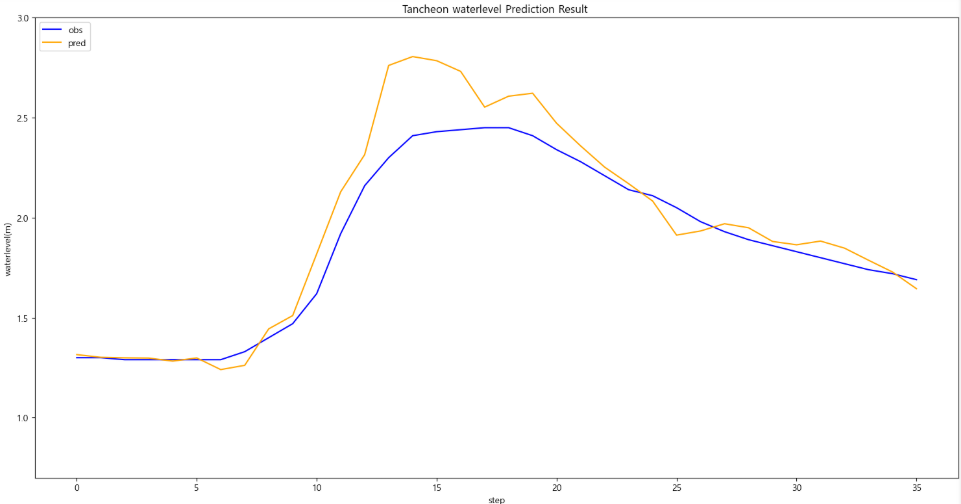 Tancheon waterlevel Prediction Result
obs
pred
3.0
2.5
2.0
1.5
1.0
waterlevel(m)
0 5 10 15 20 25 30 35
step